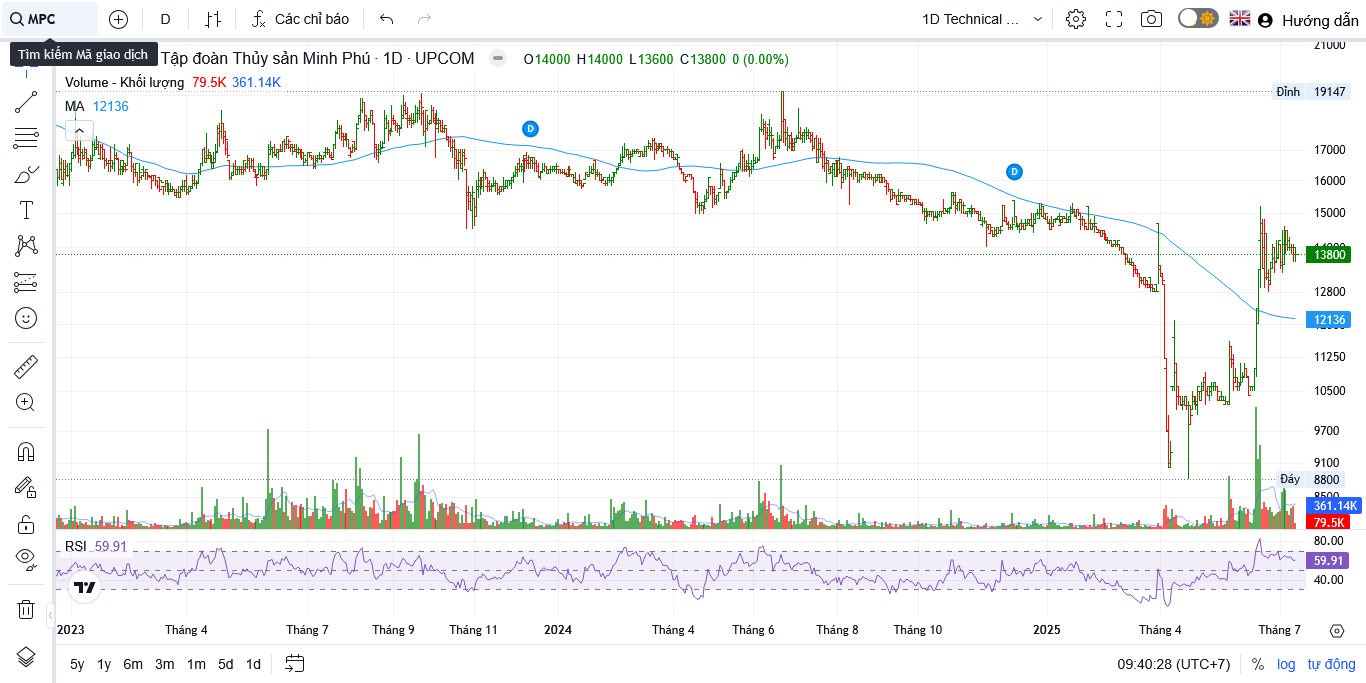 MPC
D
Các chỉ báo
1D Technical ...
Hướng dẫn
Tìm kiếm Mã giao dịch
Tập đoàn Thủy sản Minh Phú · 1D · UPCOM
O14000 H14000 L13600 C13800 0 (0.00%)
Volume - Khối lượng 79.5K 361.14K
MA 12136
D
D
21000
Đỉnh 19147
17000
16000
15000
14000
13800
12800
12136
12000
11250
10500
9700
9100
Đáy 8800
8500
361.14K
79.5K
RSI 59.91
80.00
59.91
40.00
2023 Tháng 4 Tháng 7 Tháng 9 Tháng 11 2024 Tháng 4 Tháng 6 Tháng 8 Tháng 10 2025 Tháng 4 Tháng 7
5y 1y 6m 3m 1m 5d 1d
09:40:28 (UTC+7) % log tự động